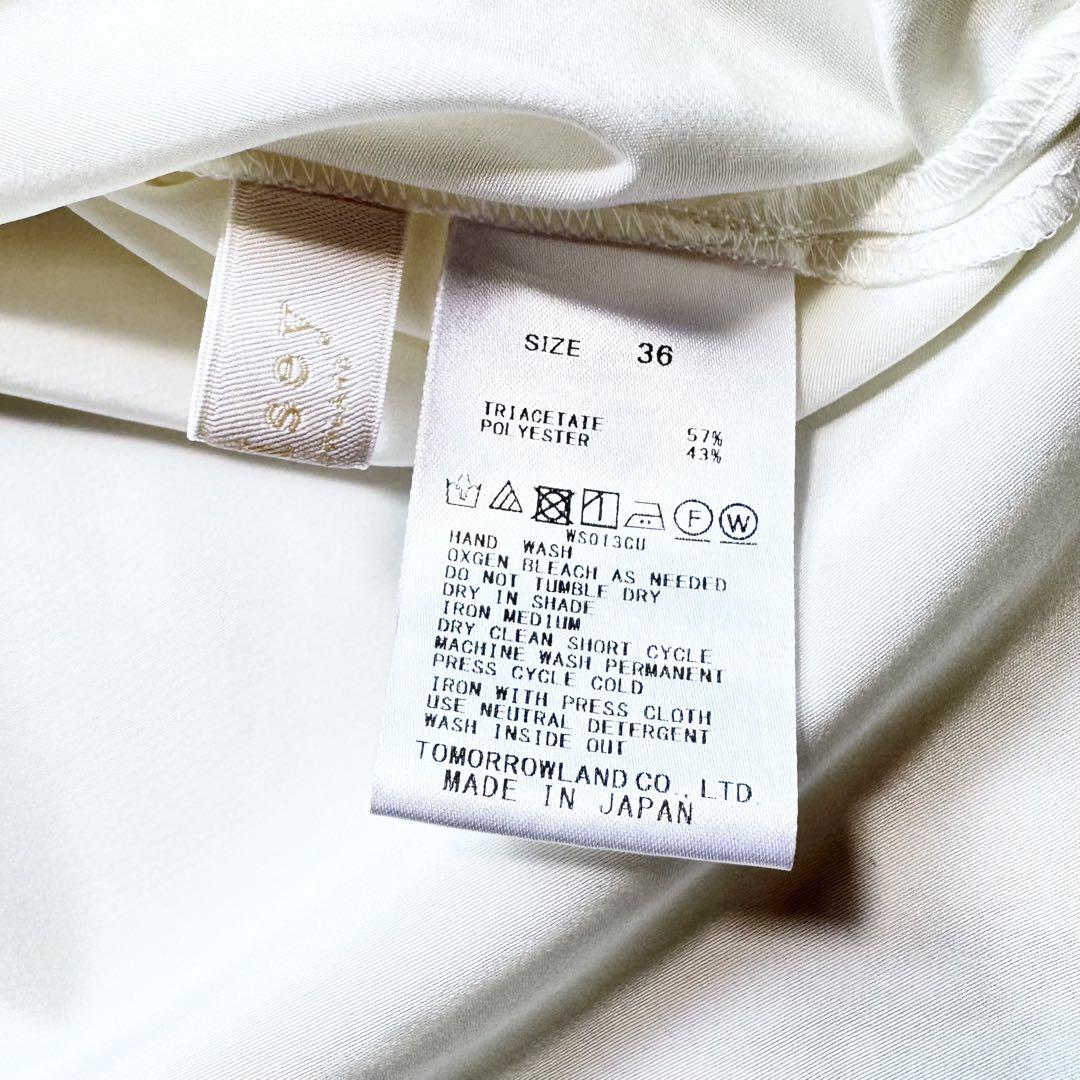 sey
SIZE 36
TRIACETATE 57%
POLYESTER 43%
F W
WS013CU
HAND WASH
OXGEN BLEACH AS NEEDED
DO NOT TUMBLE DRY
DRY IN SHADE
IRON MEDIUM
DRY CLEAN SHORT CYCLE
MACHINE WASH PERMANENT
PRESS CYCLE COLD
IRON WITH PRESS CLOTH
USE NEUTRAL DETERGENT
WASH INSIDE OUT
TOMORROWLAND CO., LTD.
MADE IN JAPAN